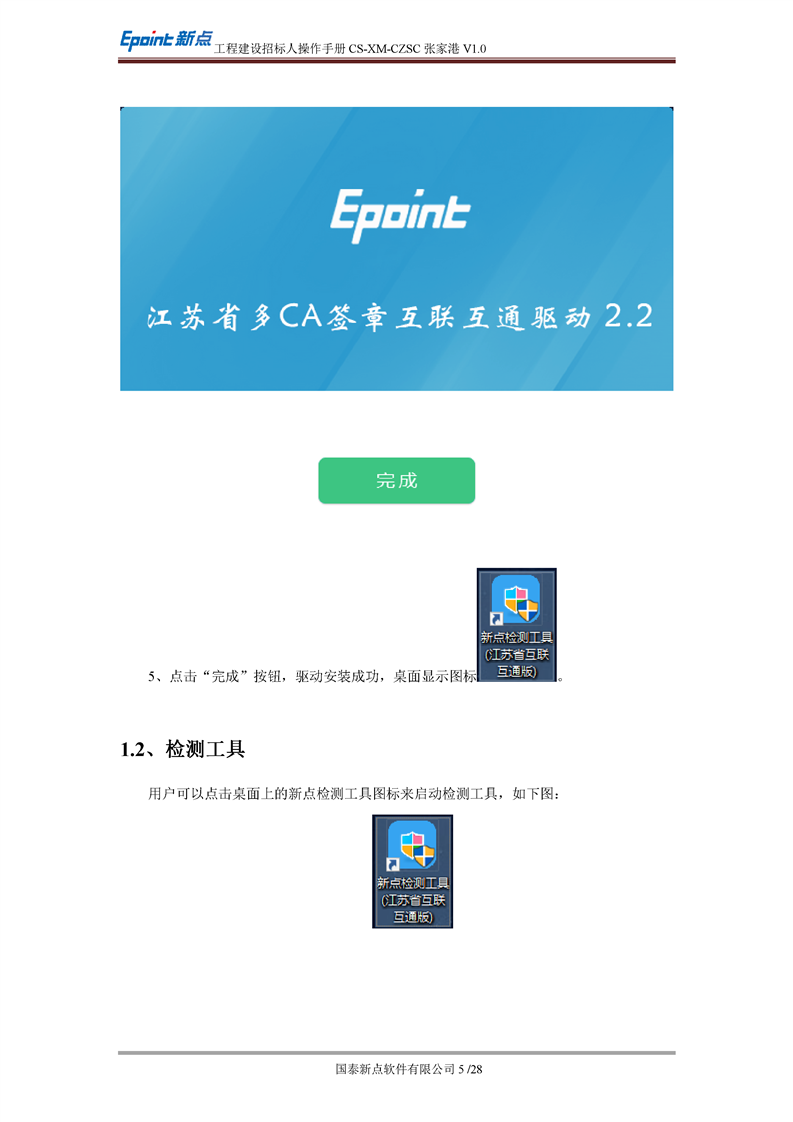 Epoint新点 工程建设招标人操作手册 CS-XM-CZSC 张家港 V1.0
Epoint
江苏省多CA签章互联互通驱动 2.2
完成
新点检测工具
(江苏省互联
互通版)
5、点击“完成”按钮，驱动安装成功，桌面显示图标。
1.2、检测工具
用户可以点击桌面上的新点检测工具图标来启动检测工具，如下图：
新点检测工具
(江苏省互联
互通版)
国泰新点软件有限公司 5 /28